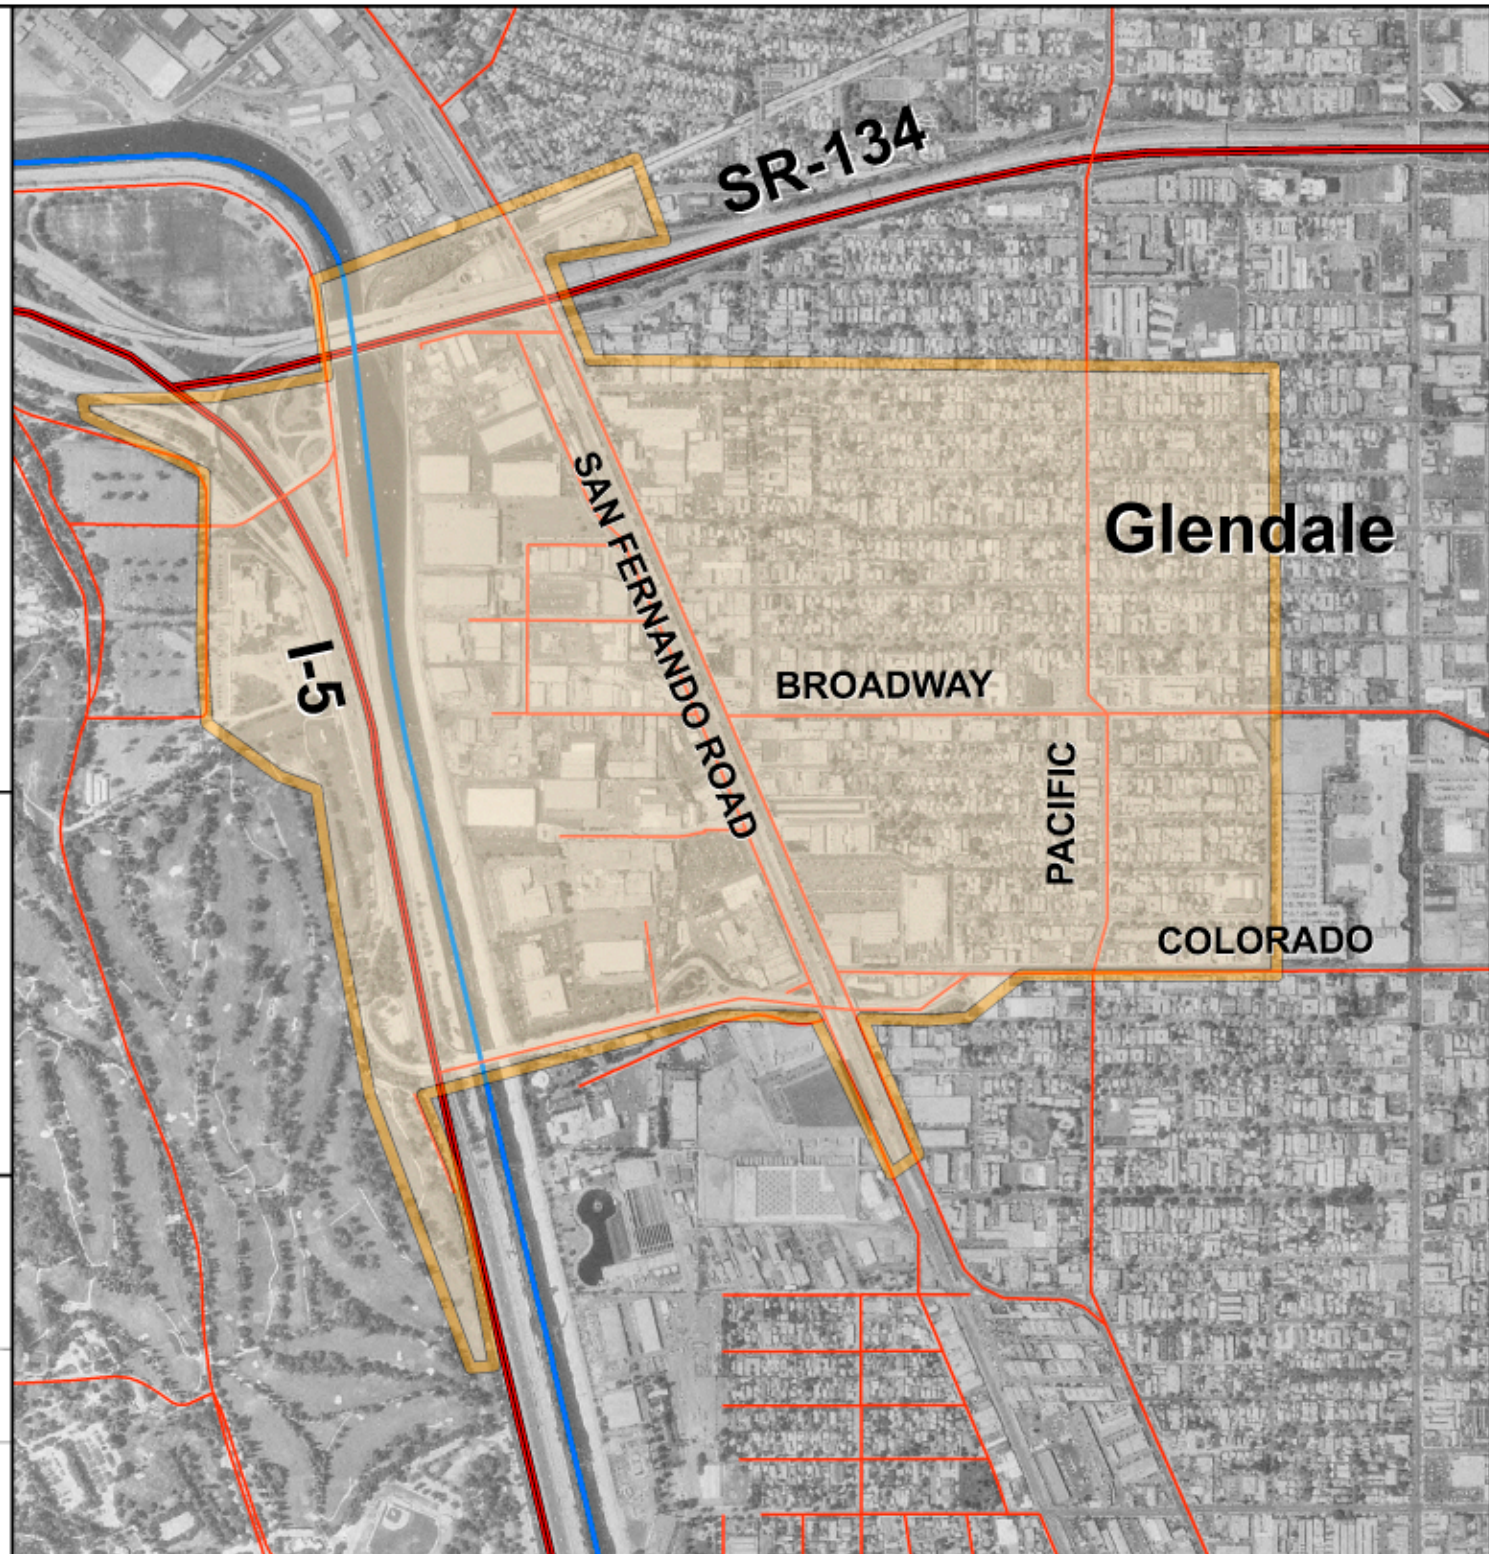 SR-134
Glendale
SAN FERNANDO ROAD
I-5
BROADWAY
PACIFIC
COLORADO